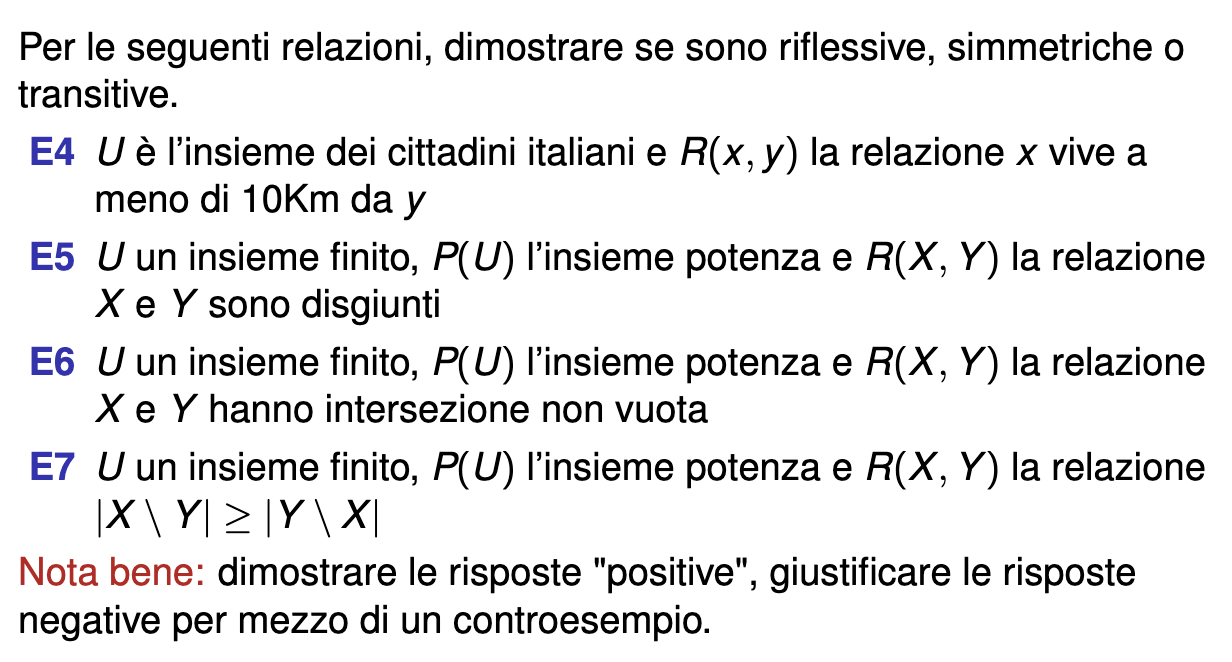 Per le seguenti relazioni, dimostrare se sono riflessive, simmetriche o
transitive.
E4 U è l'insieme dei cittadini italiani e R(x, y) la relazione x vive a
meno di 10Km da y
E5 U un insieme finito, P(U) l'insieme potenza e R(X, Y) la relazione
X e Y sono disgiunti
E6 U un insieme finito, P(U) l'insieme potenza e R(X, Y) la relazione
X e Y hanno intersezione non vuota
E7 U un insieme finito, P(U) l'insieme potenza e R(X, Y) la relazione
|X \ Y| ≥ |Y \ X|
Nota bene: dimostrare le risposte "positive", giustificare le risposte
negative per mezzo di un controesempio.